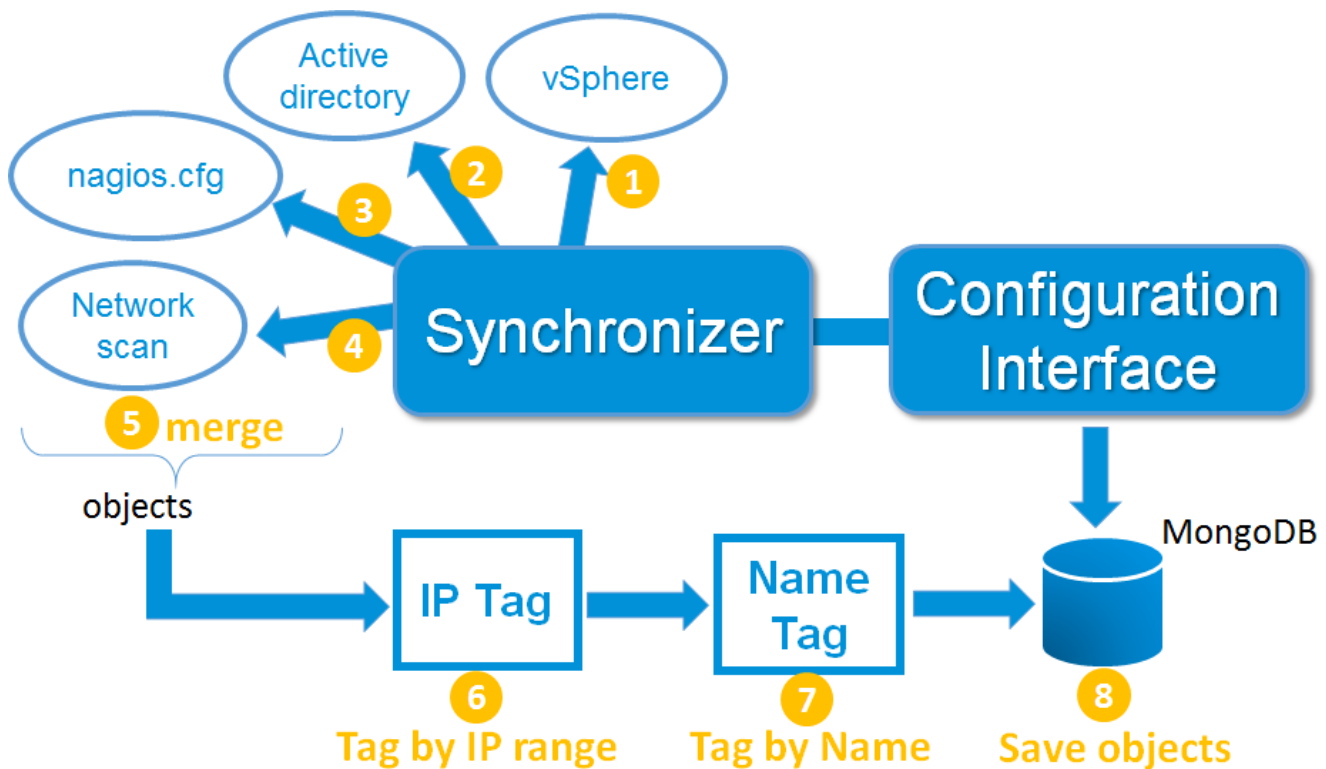 Active
directory
vSphere
nagios.cfg
2
1
3
Network
scan
4
Synchronizer
Configuration
Interface
5 merge
objects
MongoDB
IP Tag
Name
Tag
6
7
8
Tag by IP range
Tag by Name
Save objects